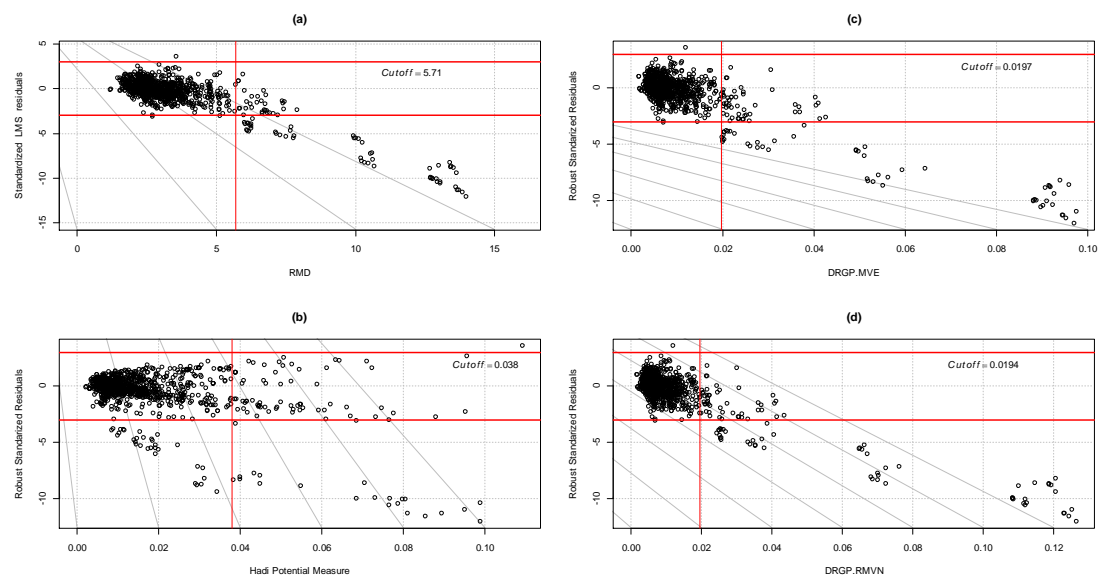 (a)
Standardized LMS residuals
5
0
-5
-10
-15
Cutoff = 5.71
0
5
10
15
RMD
(c)
Robust Standarized Residuals
0
-5
-10
Cutoff = 0.0197
0.00
0.02
0.04
0.06
0.08
0.10
DRGP.MVE
(b)
Robust Standarized Residuals
0
-5
-10
Cutoff = 0.038
0.00
0.02
0.04
0.06
0.08
0.10
Hadi Potential Measure
(d)
Robust Standarized Residuals
0
-5
-10
Cutoff = 0.0194
0.00
0.02
0.04
0.06
0.08
0.10
0.12
DRGP.RMVN